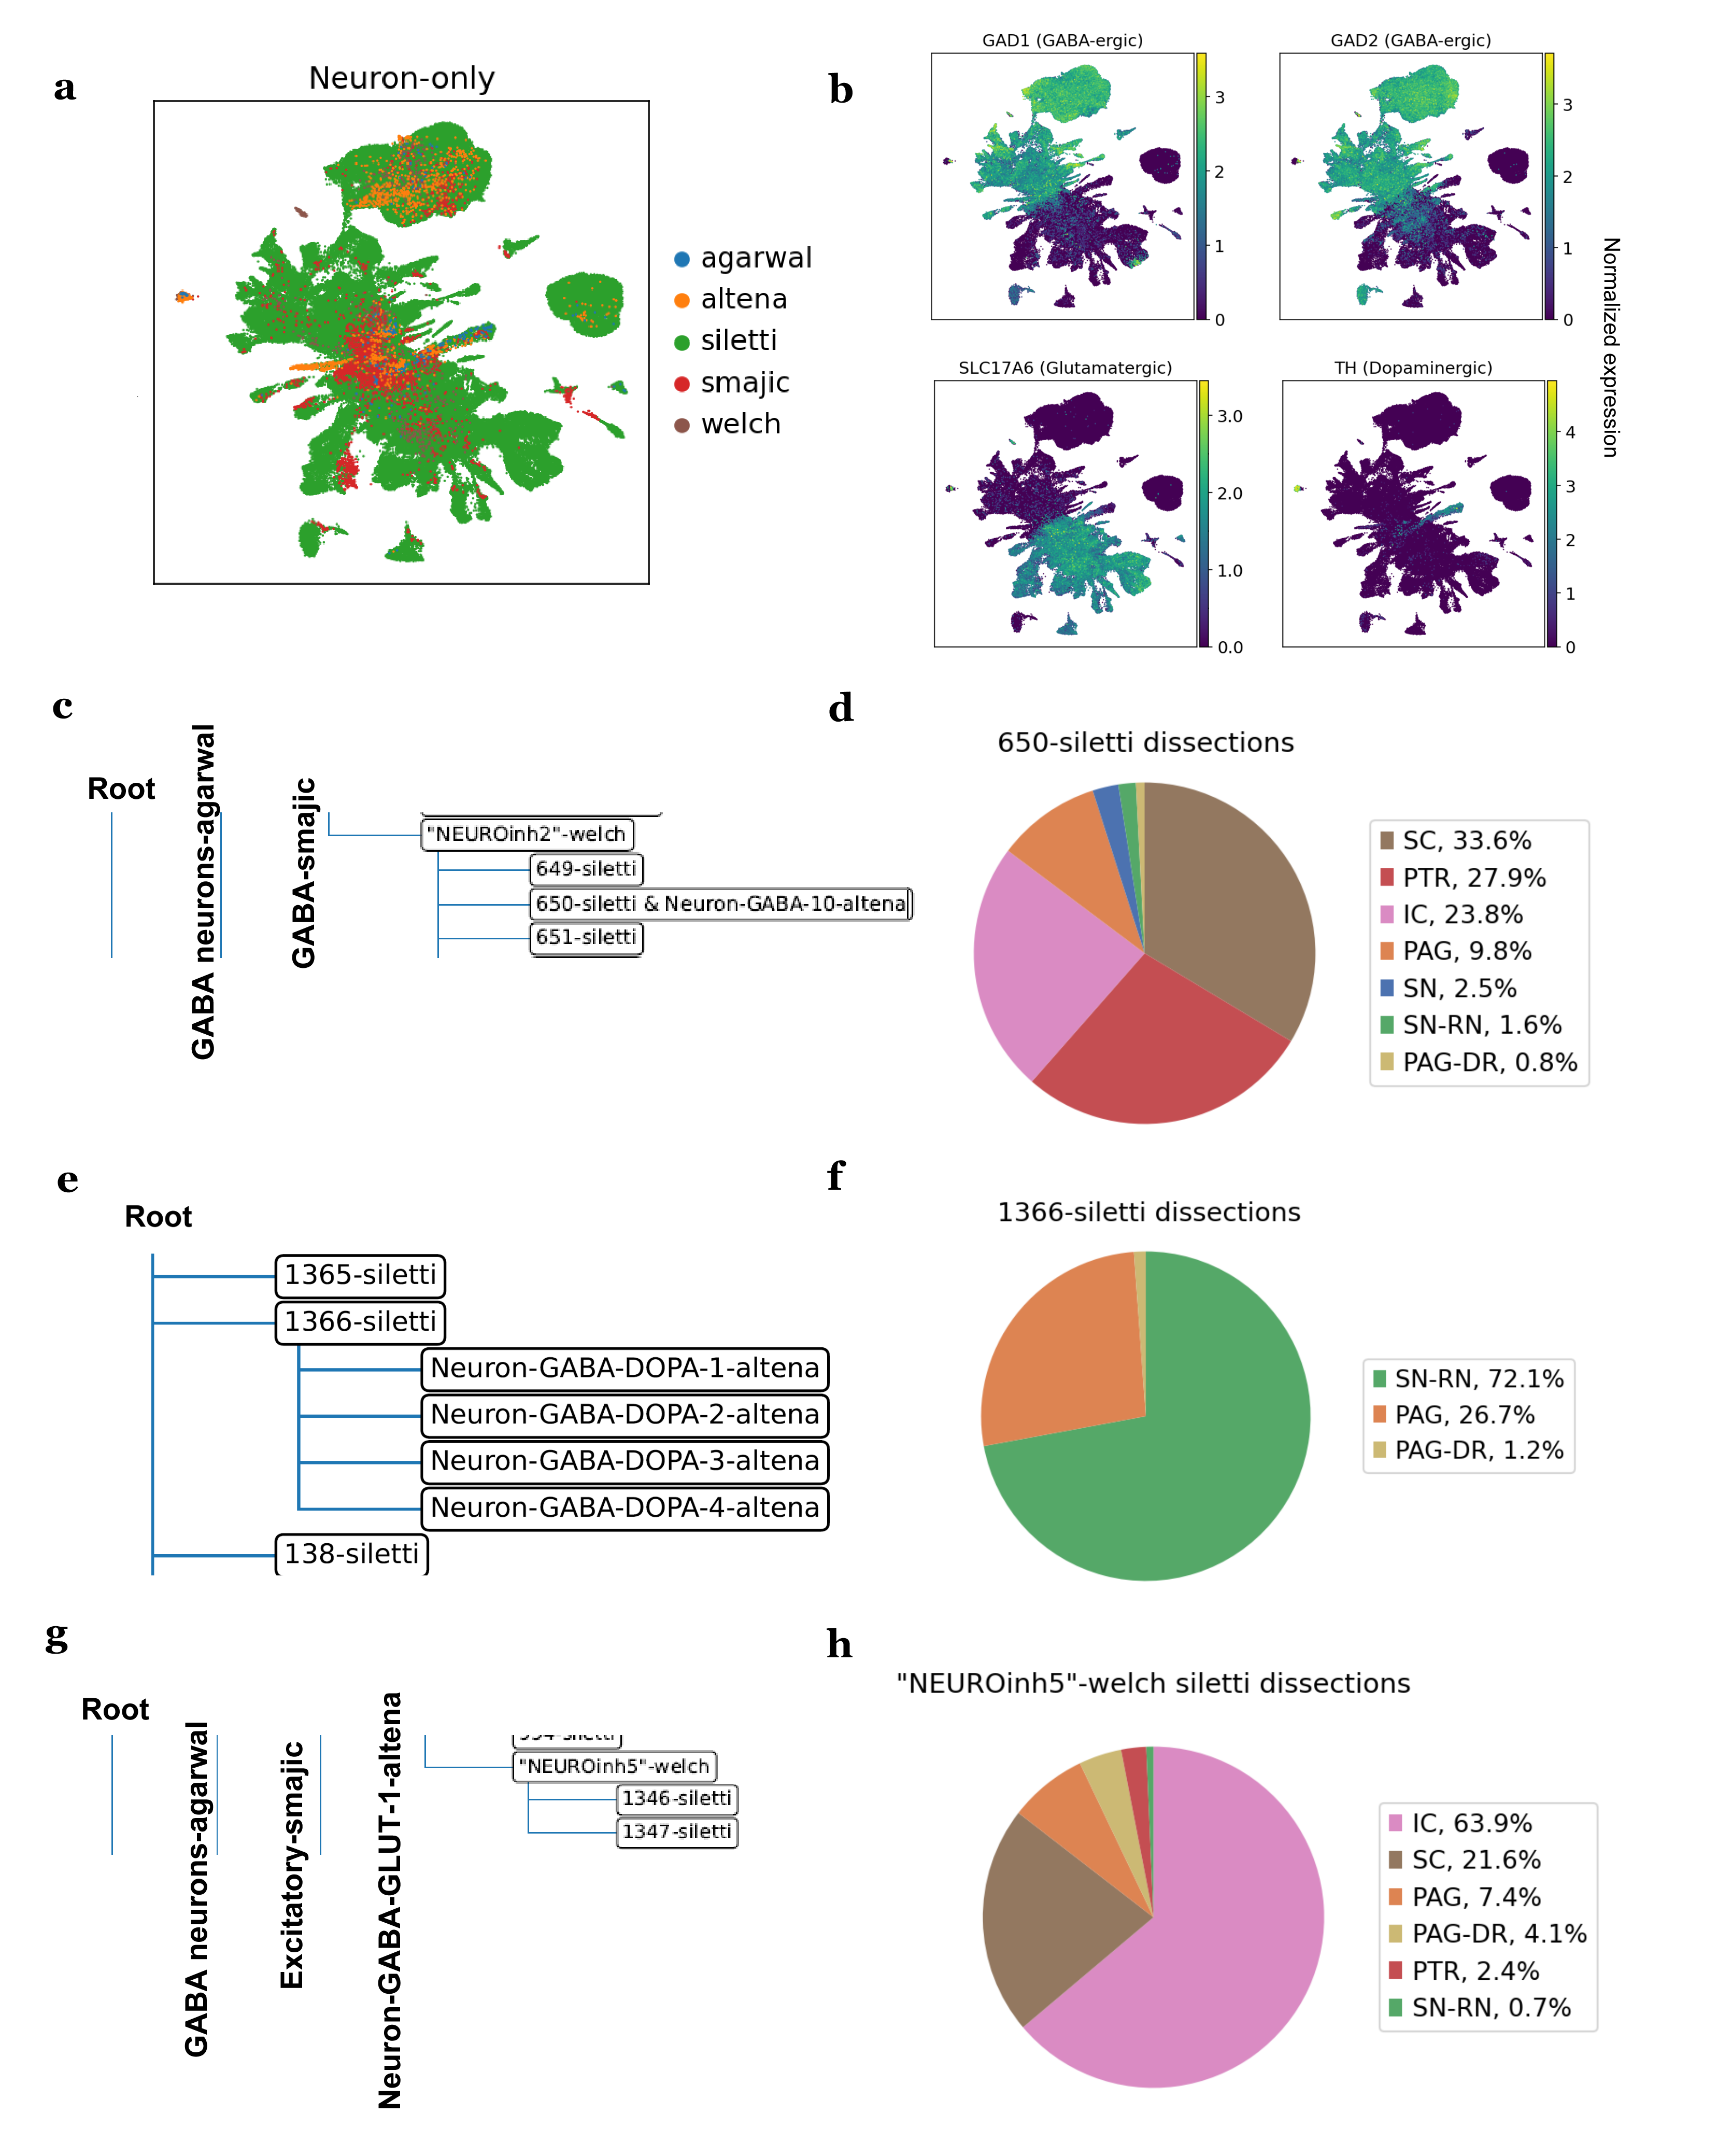 a
Neuron-only
agarwal
altena
siletti
smajic
welch
b
GAD1 (GABA-ergic)
3
2
1
0
GAD2 (GABA-ergic)
3
2
1
0
SLC17A6 (Glutamatergic)
3.0
2.0
1.0
0.0
TH (Dopaminergic)
4
3
2
1
0
Normalized expression
c
Root
GABA neurons-agarwal
GABA-smajic
"NEUROinh2"-welch
649-siletti
650-siletti & Neuron-GABA-10-altena
651-siletti
d
650-siletti dissections
SC, 33.6%
PTR, 27.9%
IC, 23.8%
PAG, 9.8%
SN, 2.5%
SN-RN, 1.6%
PAG-DR, 0.8%
e
Root
1365-siletti
1366-siletti
Neuron-GABA-DOPA-1-altena
Neuron-GABA-DOPA-2-altena
Neuron-GABA-DOPA-3-altena
Neuron-GABA-DOPA-4-altena
138-siletti
f
1366-siletti dissections
SN-RN, 72.1%
PAG, 26.7%
PAG-DR, 1.2%
g
Root
GABA neurons-agarwal
Excitatory-smajic
Neuron-GABA-GLUT-1-altena
"NEUROinh5"-welch
1346-siletti
1347-siletti
h
"NEUROinh5"-welch siletti dissections
IC, 63.9%
SC, 21.6%
PAG, 7.4%
PAG-DR, 4.1%
PTR, 2.4%
SN-RN, 0.7%